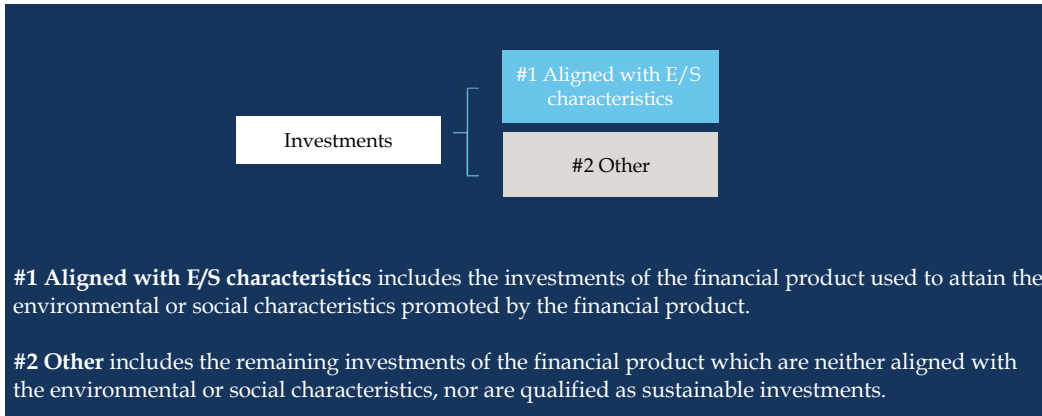 #1 Aligned with E/S
characteristics
Investments
#2 Other
#1 Aligned with E/S characteristics includes the investments of the financial product used to attain the
environmental or social characteristics promoted by the financial product.
#2 Other includes the remaining investments of the financial product which are neither aligned with
the environmental or social characteristics, nor are qualified as sustainable investments.